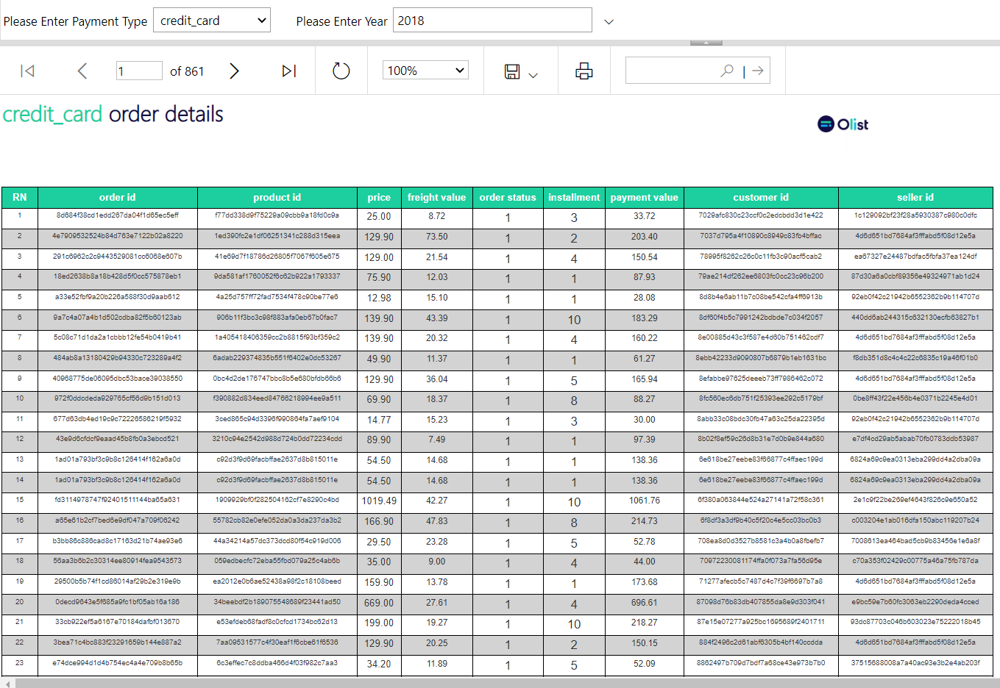 Please Enter Payment Type credit_card Please Enter Year 2018
1 of 861 100%
credit_card order details
Olist
RN order id product id price freight value order status installment payment value customer id seller id
1 8d684f38cd1edd267da04f1d65ec5eff f77dd338d9f75229a09cbb9a18fd0c9a 25.00 8.72 1 3 33.72 7029afc830c23ccf0c2edcbdd3d1e422 1c129092bf23f28a5930387c980c0dfc
2 4e7909532524b84d763e7122b02a8220 1ed390fc2e1df06251341c288d315eea 129.90 73.50 1 2 203.40 7037d795a4f10890c8949c83fb4bffac 4d6d651bd7684af3fffabd5f08d12e5a
3 291c6962c2c9443529081cc6068e607b 41e69d7f18786d26805f7067f605e675 129.00 21.54 1 4 150.54 78995f8262c26c0c11fb3c90acf5cab2 ea67327e24487bdfac5fbfa37ea124df
4 18ed2638b8a18b428d5f0cc575878eb1 9da581af1760052f6c62b922a1793337 75.90 12.03 1 1 87.93 79ae214df262ee6803fc0cc23c96b200 87d30a6a0cbf89356e49324971ab1d24
5 a33e52fbf9a20b226a588f30d9aab612 4a25d757ff72fad7534f478c90be77e6 12.98 15.10 1 1 28.08 8d8b4e6ab11b7c08be542cfa4ff6913b 92eb0f42c21942b6552362b9b114707d
6 9a7c4a07a4b1d502cdba82f5b60123ab 906b11f3bc3c98f883afa0eb67b0fac7 139.90 43.39 1 10 183.29 8df60f4b5c7991242bdbde7c034f2057 440dd6ab244315c632130ecfb63827b1
7 5c08c71d1da2a1cbbb12fe54b0419b41 1a405418406359cc2b8815f93bf359c2 139.90 20.32 1 4 160.22 8e00885d43c3f587e4d60b751462cdf7 4d6d651bd7684af3fffabd5f08d12e5a
8 484ab8a13180429b94330c723289a4f2 6adab229374835b551f6402e0dc53267 49.90 11.37 1 1 61.27 8ebb42233d9090807b6879b1eb1631bc f8db351d8c4c4c22c6835c19a46f01b0
9 40968775de06095dbc53bace39038550 0bc4d2de176747bbc8b5e680bfdb66b6 129.90 36.04 1 5 165.94 8efabbe97625deeeb73ff7986462c072 4d6d651bd7684af3fffabd5f08d12e5a
10 972f0ddcdeda929765cf56d9b151d013 f390882d834eed84766218994ee9a511 69.90 18.37 1 8 88.27 8fc560ec6db751f25393ee292c5179bf 0be8ff43f22e456b4e0371b2245e4d01
11 677d63db4ed19c9c72226586219f5932 3ced865c94d3396f990864fa7aef9104 14.77 15.23 1 3 30.00 8abb33c08bdc30fb47a63c25da22395d 92eb0f42c21942b6552362b9b114707d
12 43e9d6cfdcf9eaad45b8fb0a3ebcd521 3210c94e2542d988d724b0dd72234cdd 89.90 7.49 1 1 97.39 8b02f8ef59c26d8b31e7d0b9e844a680 e7df4cd29ab5abab70fb0783ddb53987
13 1ad01a793bf3c9b8c126414f162a6a0d c92d3f9d69facbffae2637d8b815011e 54.50 14.68 1 1 138.36 6e618be27eebe83f66877c4ffaec199d 6824a69c9ea0313eba299dd4a2dba09a
14 1ad01a793bf3c9b8c126414f162a6a0d c92d3f9d69facbffae2637d8b815011e 54.50 14.68 1 1 138.36 6e618be27eebe83f66877c4ffaec199d 6824a69c9ea0313eba299dd4a2dba09a
15 fd3114978747f92401511144ba65a631 1909929bf0f282504162cf7e8290c4bd 1019.49 42.27 1 10 1061.76 6f380a063844e524a27141a72f58c361 2e1c9f22be269ef4643f826c9e650a52
16 a65e61b2cf7bed6e9df047a709f06242 55782cb82e0efe052da0a3da237da3b2 166.90 47.83 1 8 214.73 6f8df3a3df9b40c5f20c4e5cc03bc0b3 c003204e1ab016dfa150abc119207b24
17 b3bb86c886cad8c17163d21b74ae93e6 44a34214a57dc373dcd80f54c919d006 29.50 23.28 1 5 52.78 708ea8d0d3527b8581c3a4b0a8fbefb7 7008613ea464bad5cb9b83456e1e6a8f
18 56aa3b6b2c30314ee80914fea9543573 059edbecfc72eba55fbd079a25c4ab6b 35.00 9.00 1 4 44.00 70972230081174ffa0f073a7fa56d95e c70a353f02429c00775a46a75fb787da
19 29500b5b74f1cd86014af29b2e319e9b ea2012e0b6ae52438a98f2c18108beed 159.90 13.78 1 1 173.68 71277afecb5c7487d4c7f39f6697b7a8 4d6d651bd7684af3fffabd5f08d12e5a
20 0decd9643e5f685a9fc1bf05ab16a186 34beebdf2b189075548689f23441ad50 669.00 27.61 1 4 696.61 87098d76b83db407855da8e9d303f041 e9bc59e7b60fc3063eb2290deda4cced
21 33cb922ef5a6167e70184dafbf013670 e53efdeb68fadf8c0cfcd1734bc62d13 199.00 19.27 1 10 218.27 87e15e07277a925bc1695689f2401711 93dc87703c046b603023e75222018b45
22 3bea71c4bc883f23291659b144e887a2 7aa09531577c4f30eaf1f6cbe61f6536 129.90 20.25 1 2 150.15 884f2496c2d61abf6305b4bf140ccdda 4d6d651bd7684af3fffabd5f08d12e5a
23 e74dce994d1d4b754ec4a4e709b8b65b 6c3effec7c8ddba466d4f03f982c7aa3 34.20 11.89 1 5 52.09 8862497b709d7bdf7a68ce43e973b7b0 37515688008a7a40ac93e3b2e4ab203f